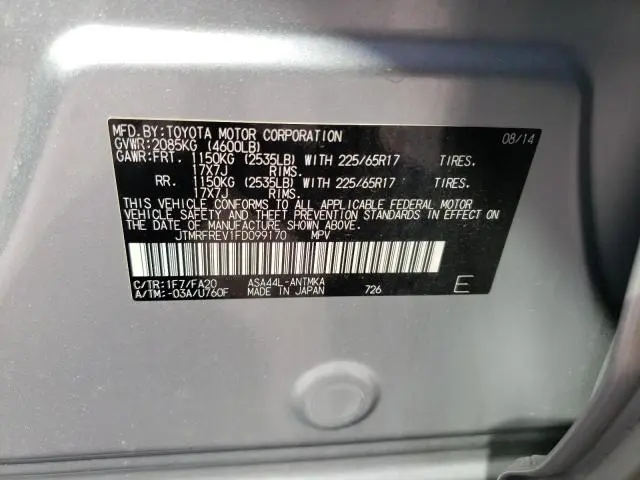 MFD. BY: TOYOTA MOTOR CORPORATION 08/14
GVWR: 2085KG (4600LB)
GAWR: FRT. 1150KG (2535LB) WITH 225/65R17 TIRES.
17X7J RIMS.
RR. 1150KG (2535LB) WITH 225/65R17 TIRES.
17X7J RIMS.
THIS VEHICLE CONFORMS TO ALL APPLICABLE FEDERAL MOTOR
VEHICLE SAFETY AND THEFT PREVENTION STANDARDS IN EFFECT ON
THE DATE OF MANUFACTURE SHOWN ABOVE.
JTMRFREV1FD099170 MPV
C/TR: 1F7/FA20 ASA44L-ANTMKA
A/TM: -03A/U760F MADE IN JAPAN 726 E